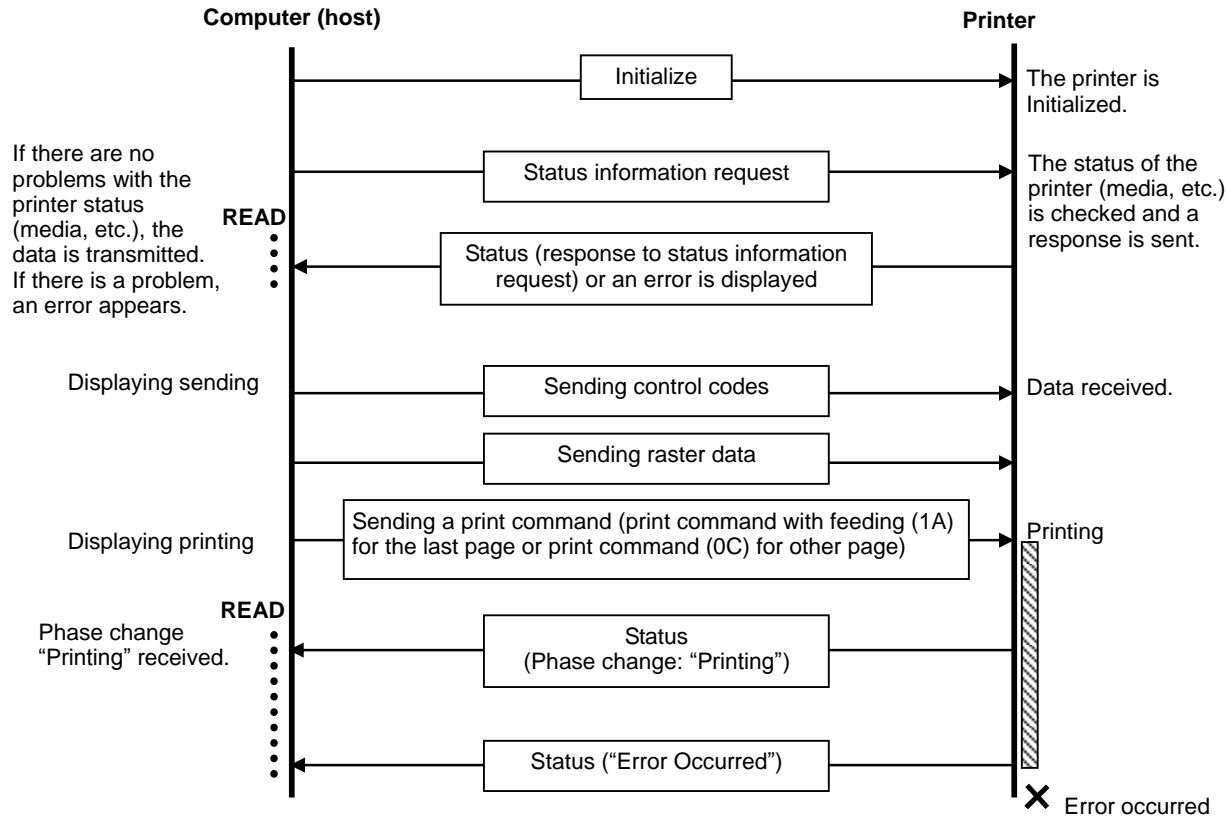 Computer (host)
Printer
Initialize
The printer is
Initialized.
If there are no
problems with the
printer status
(media, etc.), the
data is transmitted.
If there is a problem,
an error appears.
Status information request
The status of the
printer (media, etc.)
is checked and a
response is sent.
READ
Status (response to status information
request) or an error is displayed
Displaying sending
Sending control codes
Data received.
Sending raster data
Displaying printing
Sending a print command (print command with feeding (1A)
for the last page or print command (0C) for other page)
Printing
READ
Phase change
“Printing” received.
Status
(Phase change: “Printing”)
Status (“Error Occurred”)
Error occurred